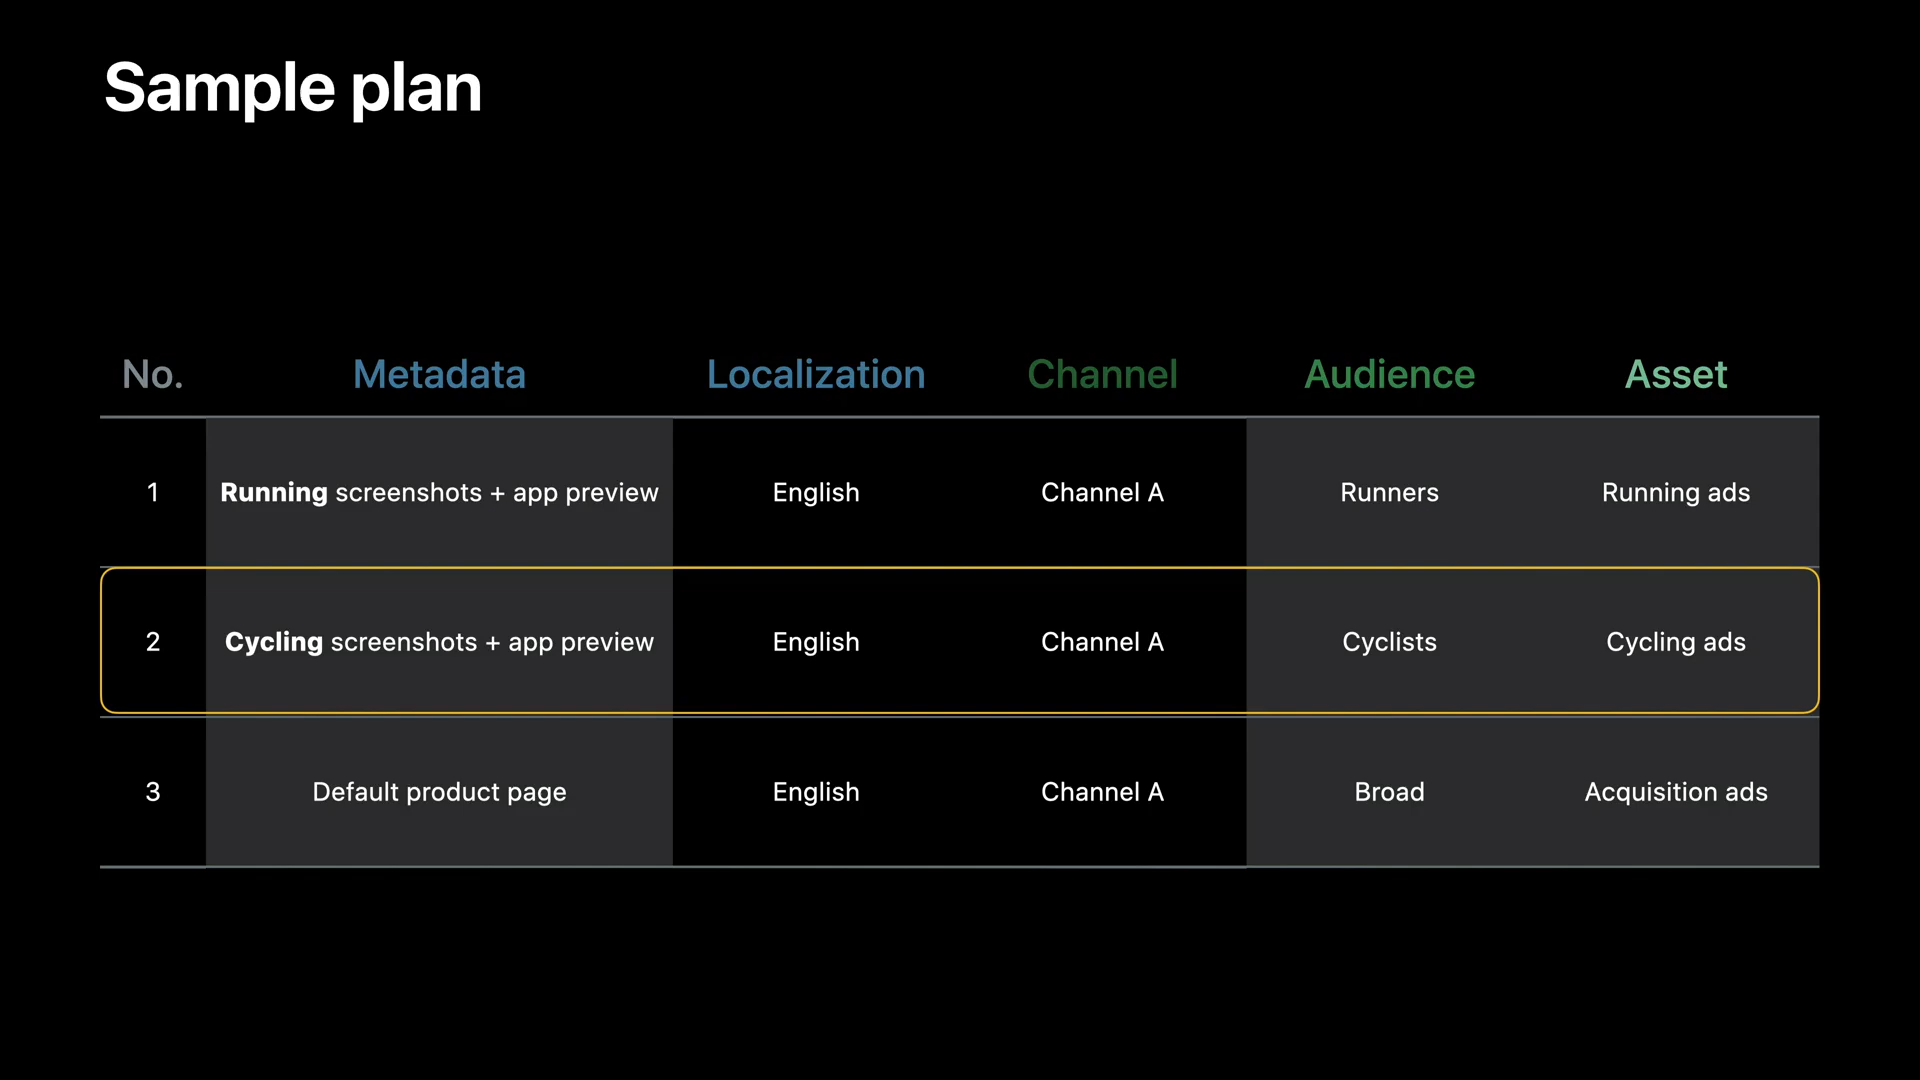 Sample plan
No. Metadata Localization Channel Audience Asset
1 Running screenshots + app preview English Channel A Runners Running ads
2 Cycling screenshots + app preview English Channel A Cyclists Cycling ads
3 Default product page English Channel A Broad Acquisition ads